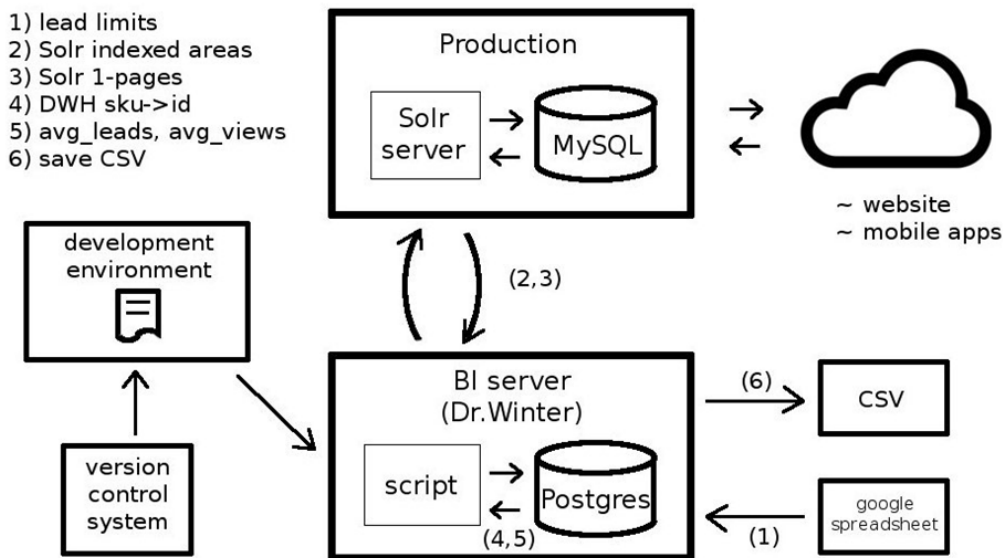 1) lead limits
2) Solr indexed areas
3) Solr 1-pages
4) DWH sku->id
5) avg_leads, avg_views
6) save CSV
Production
Solr
server
MySQL
~ website
~ mobile apps
development
environment
(2,3)
BI server
(Dr.Winter)
script
Postgres
(4,5)
(6)
CSV
version
control
system
google
spreadsheet
(1)